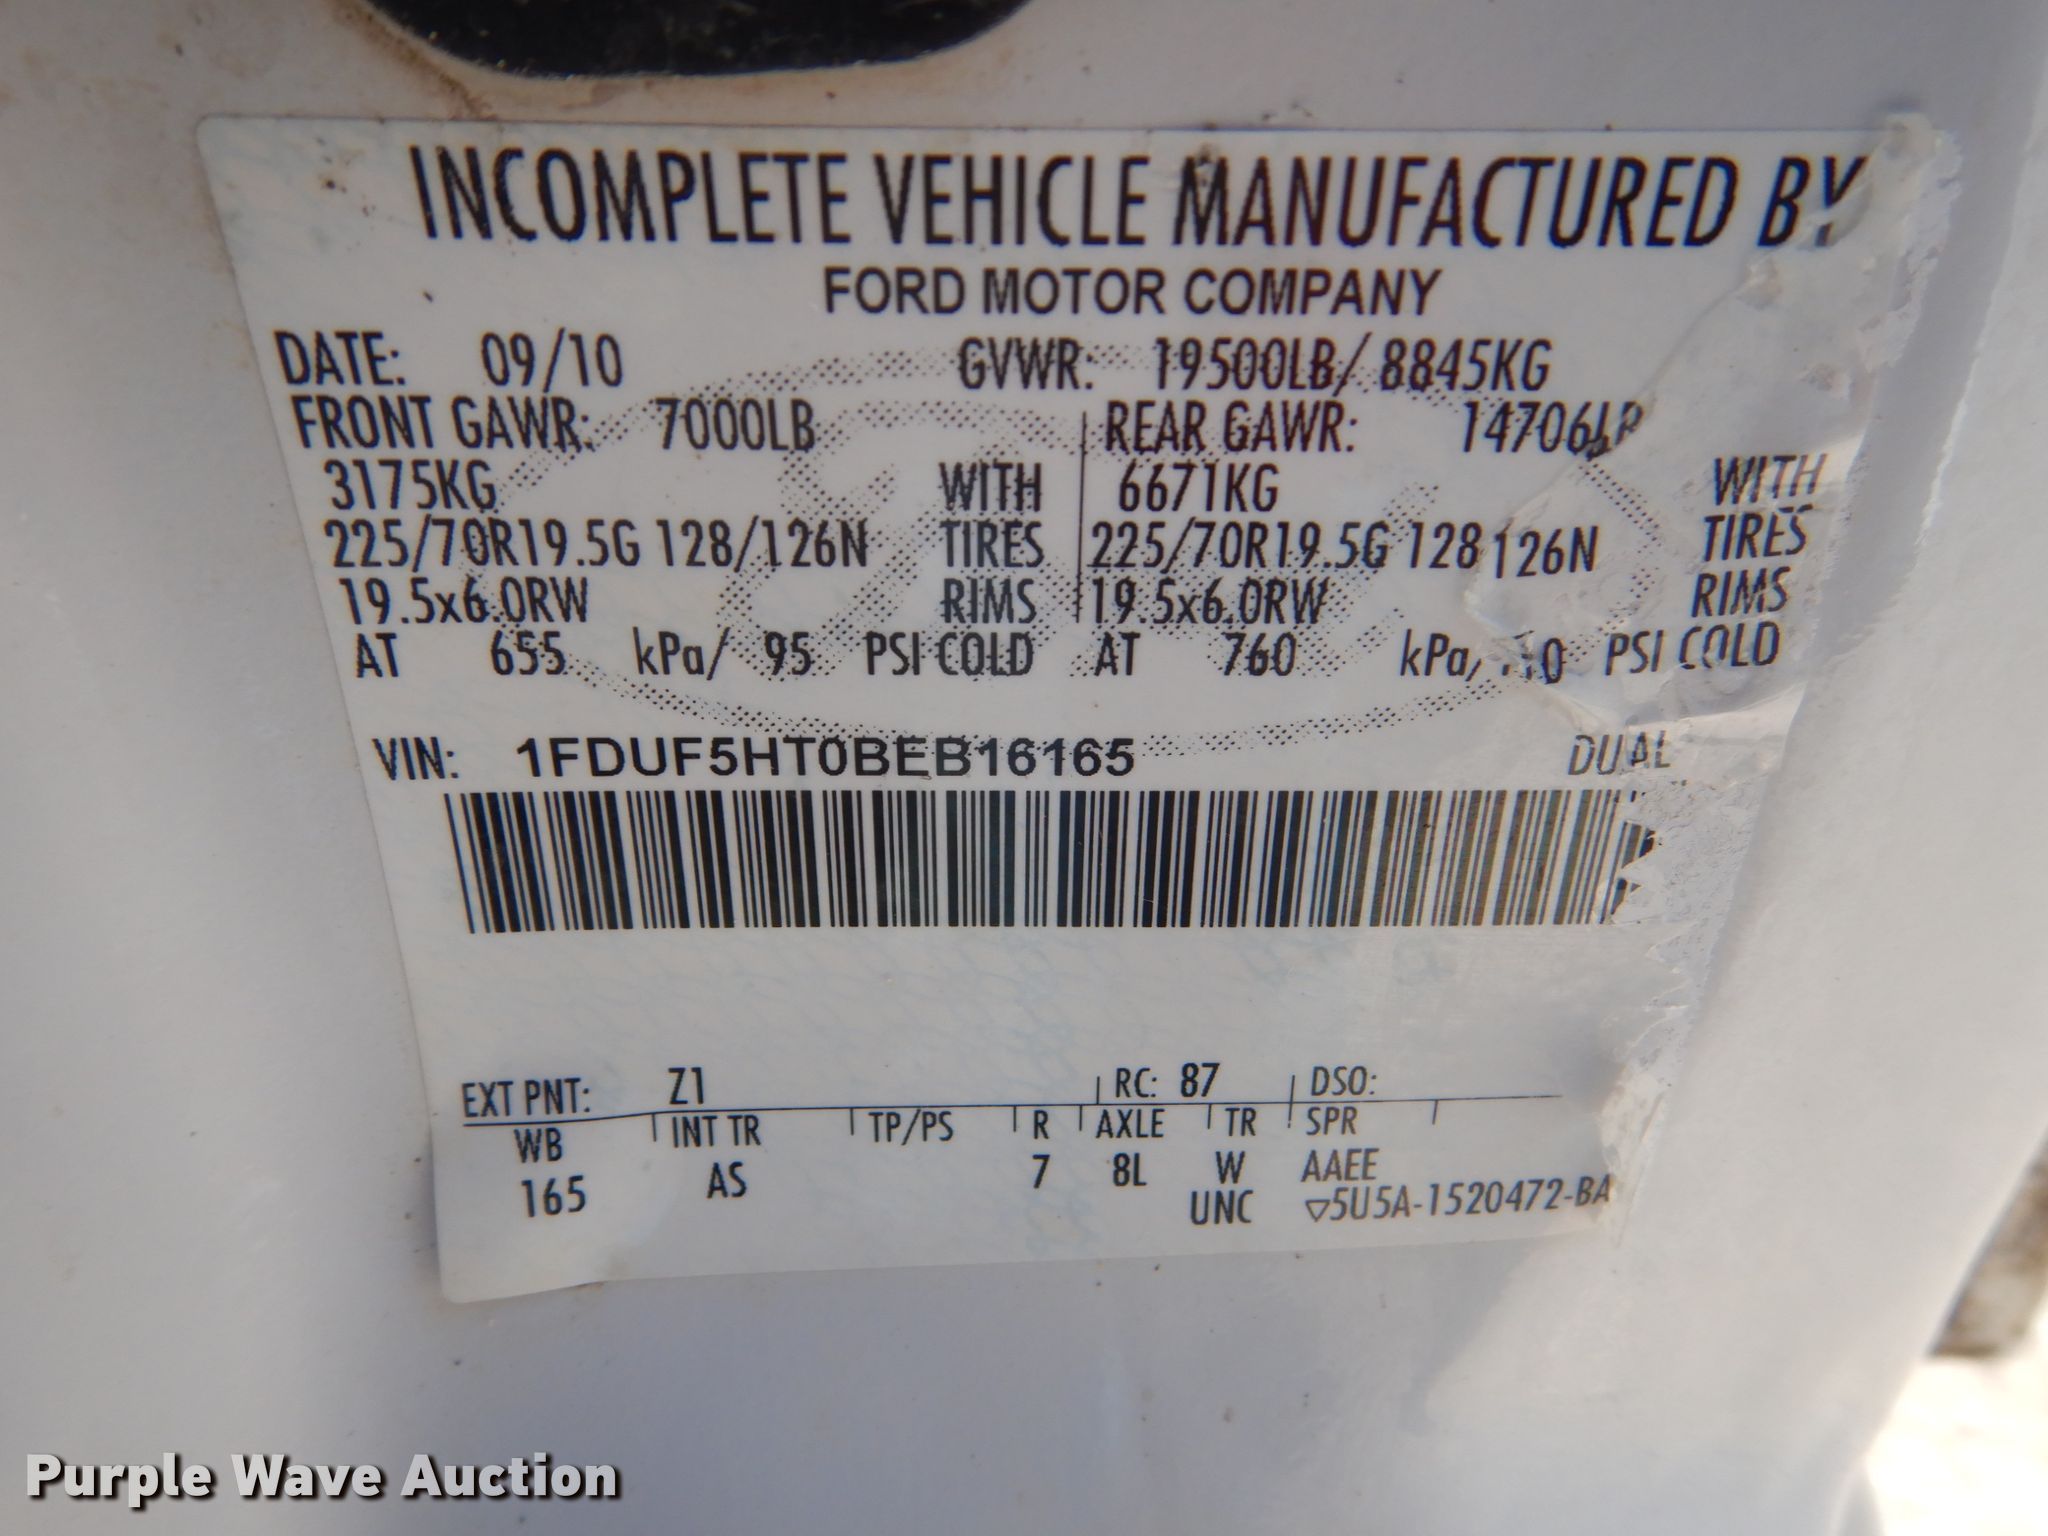 INCOMPLETE VEHICLE MANUFACTURED BY
FORD MOTOR COMPANY
DATE: 09/10 GVWR: 19500LB/ 8845KG
FRONT GAWR: 7000LB REAR GAWR: 14706LB
3175KG WITH 6671KG WITH
225/70R19.5G 128/126N TIRES 225/70R19.5G 128 126N TIRES
19.5x6.0RW RIMS 19.5x6.0RW RIMS
AT 655 kPa/ 95 PSI COLD AT 760 kPa/ PSI COLD
VIN: 1FDUF5HT0BEB16165 DUAL
EXT PNT: Z1 RC: 87 DSO:
WB INT TR TP/PS R AXLE TR SPR
165 AS 7 8L W AAEE
UNC ▽5U5A-1520472-BA
Purple Wave Auction